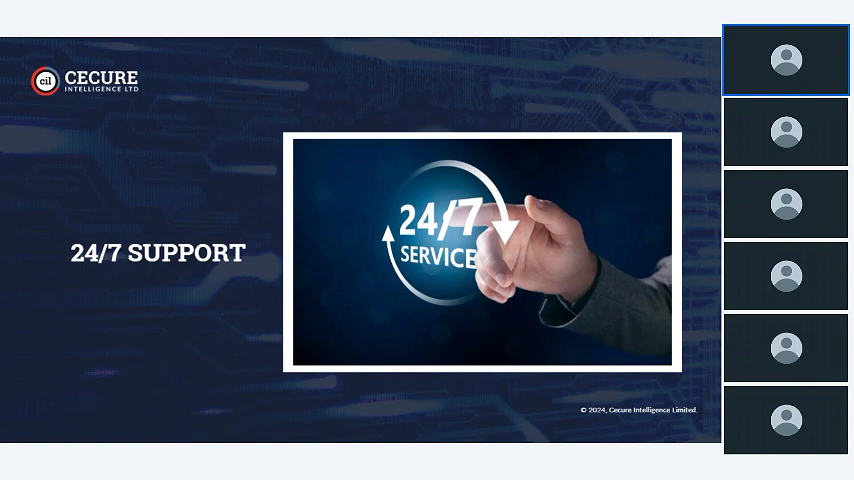 cil
CECURE
INTELLIGENCE LTD
24/7
SERVICE
24/7 SUPPORT
© 2024, Cecure Intelligence Limited.